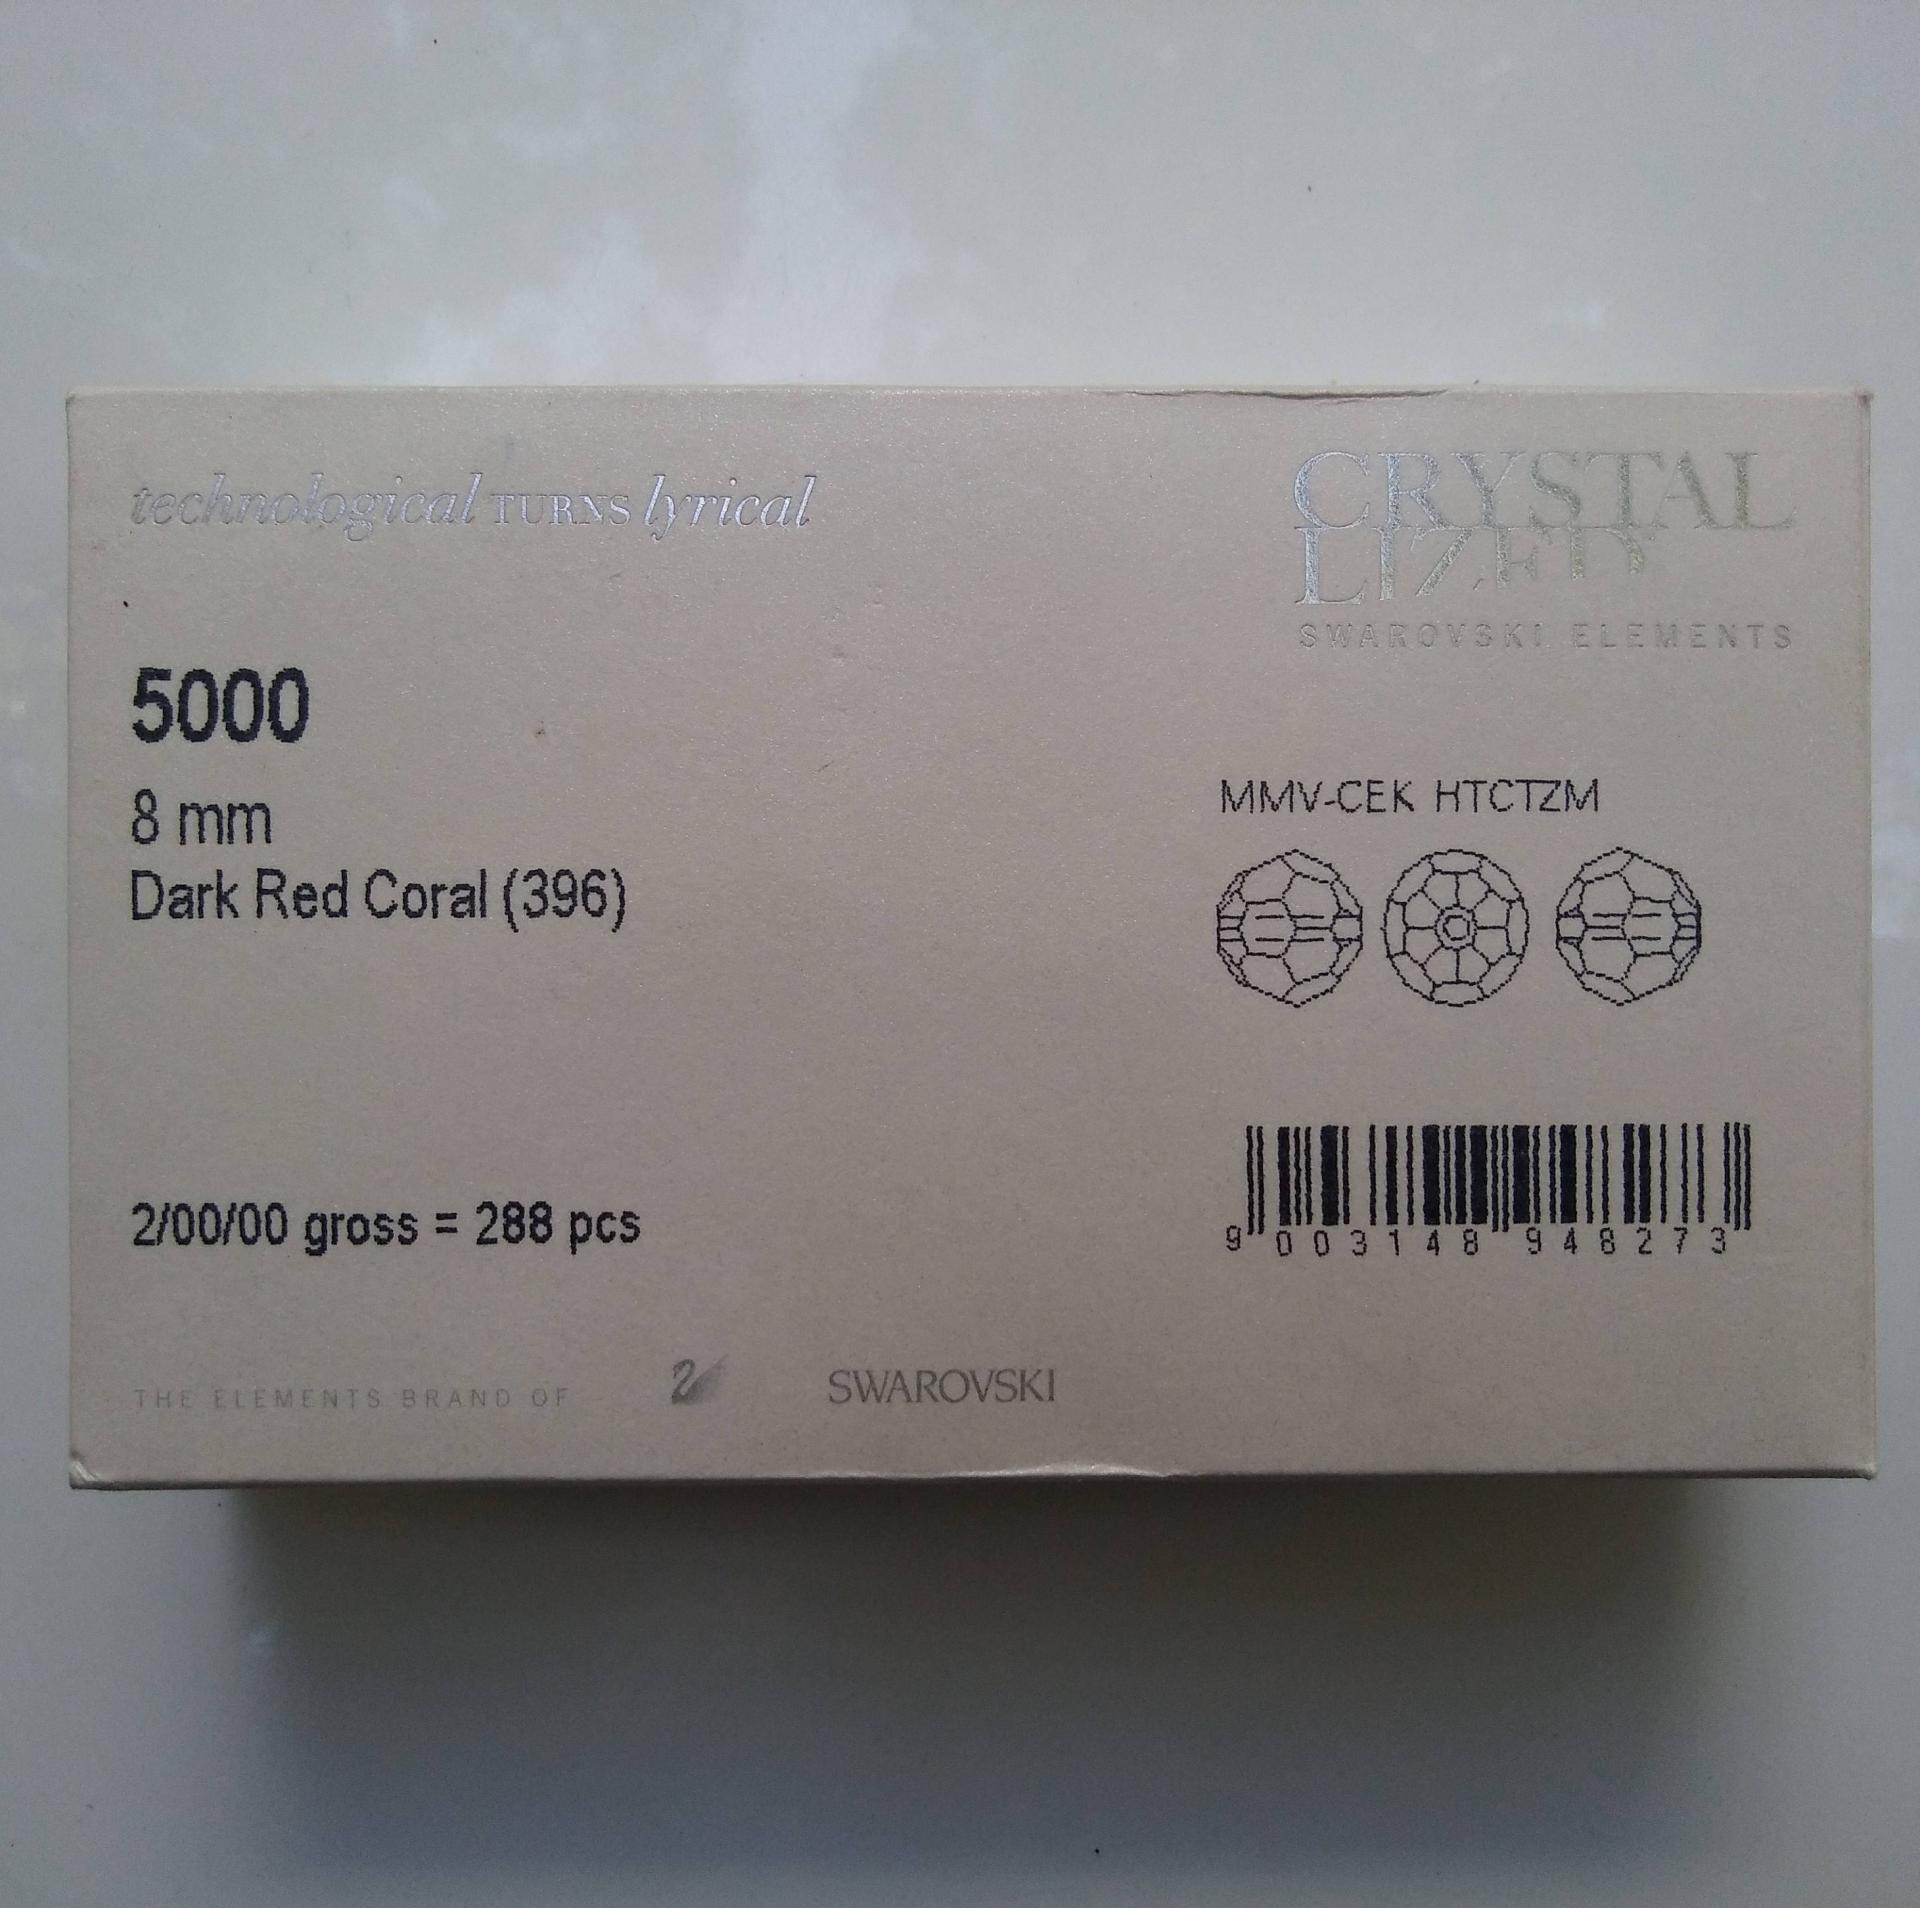 technological TURNS lyrical
CRYSTAL
LIZED
SWAROVSKI ELEMENTS
5000
8 mm
Dark Red Coral (396)
MMV-CEK HTCTZM
2/00/00 gross = 288 pcs
9 003148 948273
THE ELEMENTS BRAND OF SWAROVSKI